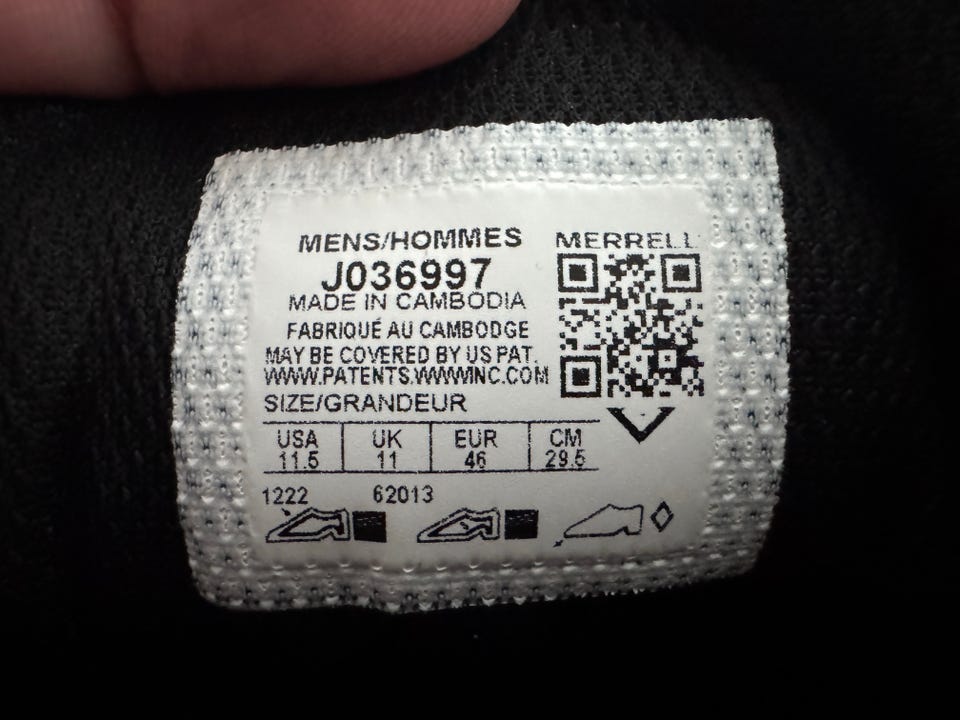 MENS/HOMMES
J036997
MADE IN CAMBODIA
FABRIQUÉ AU CAMBODGE
MAY BE COVERED BY US PAT.
WWW.PATENTS.WWWINC.COM
SIZE/GRANDEUR
USA UK EUR CM
11.5 11 46 29.5
1222 62013
MERRELL